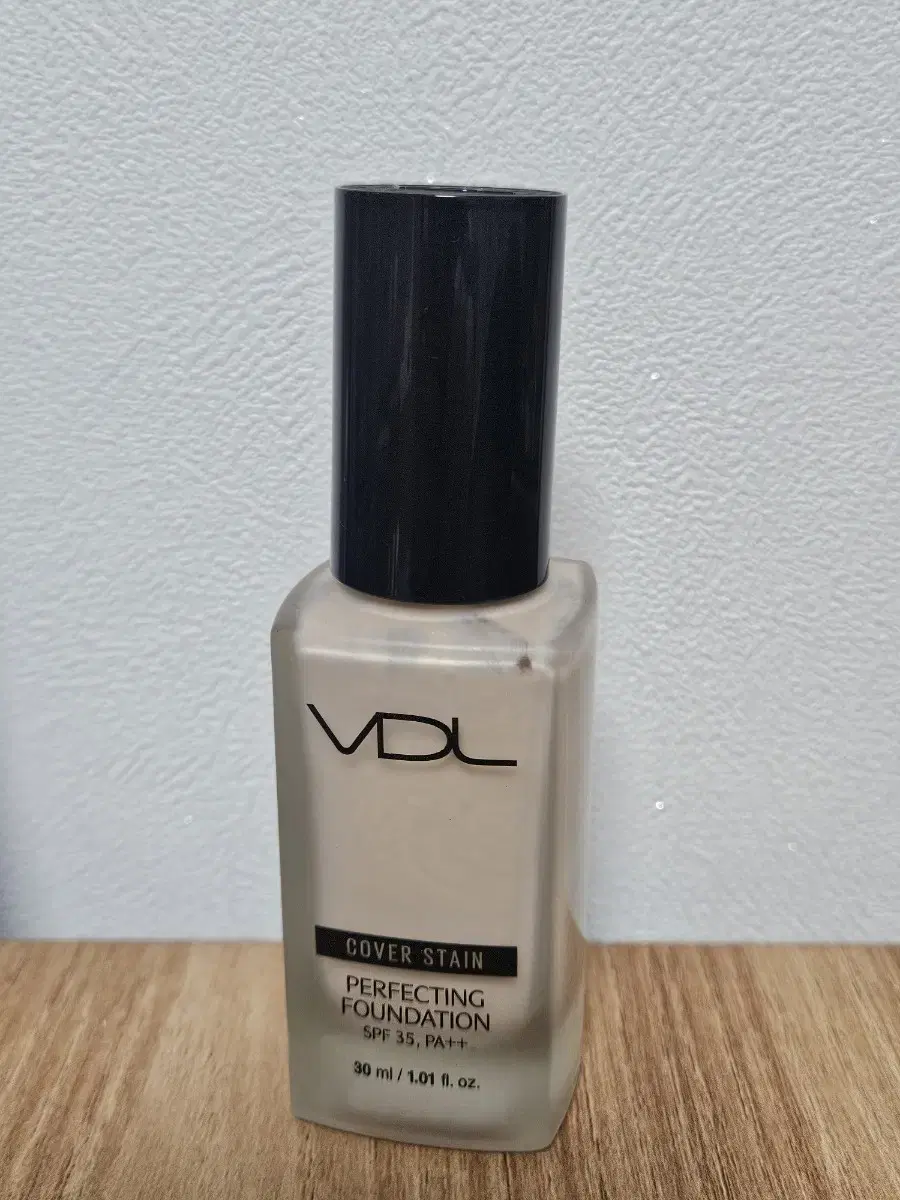 VDL
COVER STAIN
PERFECTING
FOUNDATION
SPF 35, PA++
30 ml / 1.01 fl. oz.